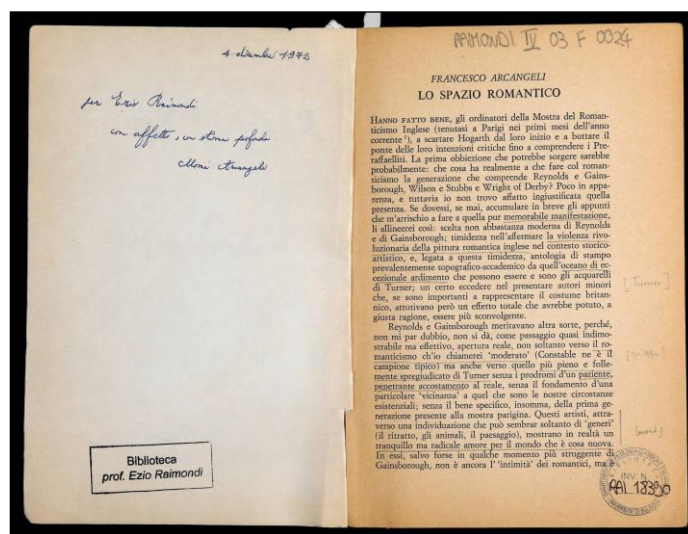 4 dicembre 1972
per Ezio Raimondi
con affetto, con stima profonda
Momi Arcangeli
Biblioteca
prof. Ezio Raimondi
RAIMONDI IV 03 F 0024
FRANCESCO ARCANGELI
LO SPAZIO ROMANTICO
HANNO FATTO BENE, gli ordinatori della Mostra del Roman-
ticismo Inglese (tenutasi a Parigi nei primi mesi dell'anno
corrente¹), a scartare Hogarth dal loro inizio e a buttare il
ponte delle loro intenzioni critiche fino a comprendere i Pre-
raffaelliti. La prima obbiezione che potrebbe sorgere sarebbe
probabilmente: che cosa ha realmente a che fare col roman-
ticismo la generazione che comprende Reynolds e Gains-
borough, Wilson e Stubbs e Wright of Derby? Poco in appa-
renza, e tuttavia io non trovo affatto ingiustificata quella
presenza. Se dovessi, se mai, accumulare in breve gli appunti
che m'arrischio a fare a quella pur memorabile manifestazione,
li allineerei così: scelta non abbastanza moderna di Reynolds
e di Gainsborough; timidezza nell'affermare la violenza rivo-
luzionaria della pittura romantica inglese nel contesto storico-
artistico, e, legata a questa timidezza, antologia di stampo
prevalentemente topografico-accademico da quell'oceano di ec-
cezionale ardimento che possono essere e sono gli acquarelli
di Turner; un certo eccedere nel presentare autori minori
che, se sono importanti a rappresentare il costume britan-
nico, attutivano però un effetto totale che avrebbe potuto, a
giusta ragione, essere più sconvolgente.
[Turner]
Reynolds e Gainsborough meritavano altra sorte, perché,
non mi par dubbio, non si dà, come passaggio quasi indimo-
strabile ma effettivo, apertura reale, non soltanto verso il ro-
manticismo ch'io chiamerei 'moderato' (Constable ne è il
campione tipico) ma anche verso quello più pieno e folle-
mente spregiudicato di Turner senza i prodromi d'un paziente,
penetrante accostamento al reale, senza il fondamento d'una
particolare 'vicinanza' a quel che sono le nostre circostanze
esistenziali; senza il bene specifico, insomma, della prima ge-
nerazione presente alla mostra parigina. Questi artisti, attra-
verso una individuazione che può sembrar soltanto di 'generi'
(il ritratto, gli animali, il paesaggio), mostrano in realtà un
tranquillo ma radicale amore per il mondo che è cosa nuova.
In essi, salvo forse in qualche momento più struggente di
Gainsborough, non è ancora l' 'intimità' dei romantici, ma è
INV. N.
RAI 18390